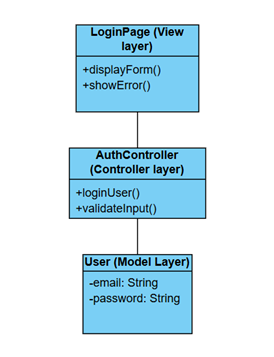 LoginPage (View
layer)
+displayForm()
+showError()
AuthController
(Controller layer)
+loginUser()
+validateInput()
User (Model Layer)
-email: String
-password: String